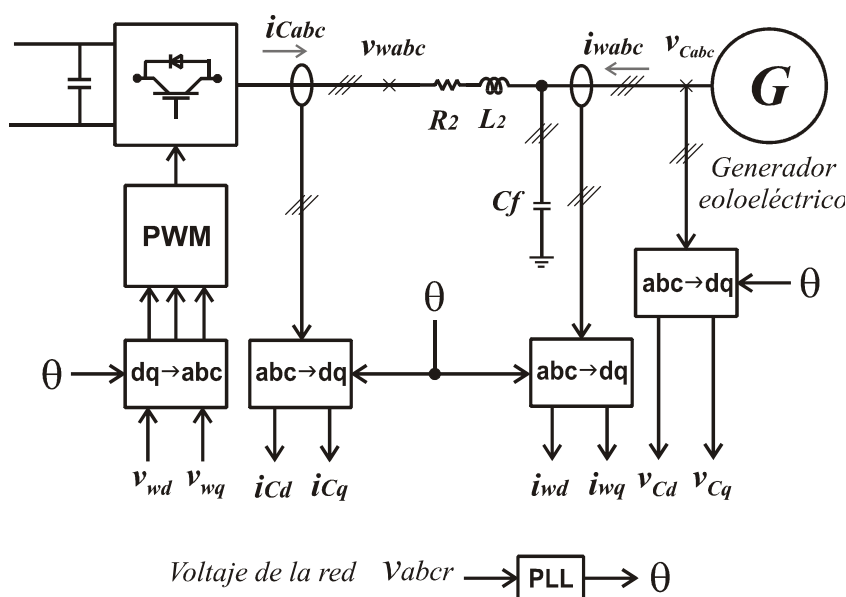 iCabc
vwabc
iwabc
vCabc
G
R2
L2
Generador
eoloeléctrico
Cf
PWM
abc→dq
θ
θ
θ
dq→abc
abc→dq
abc→dq
vwd
vwq
iCd
iCq
iwd
iwq
vCd
vCq
Voltaje de la red vabcr
PLL
θ